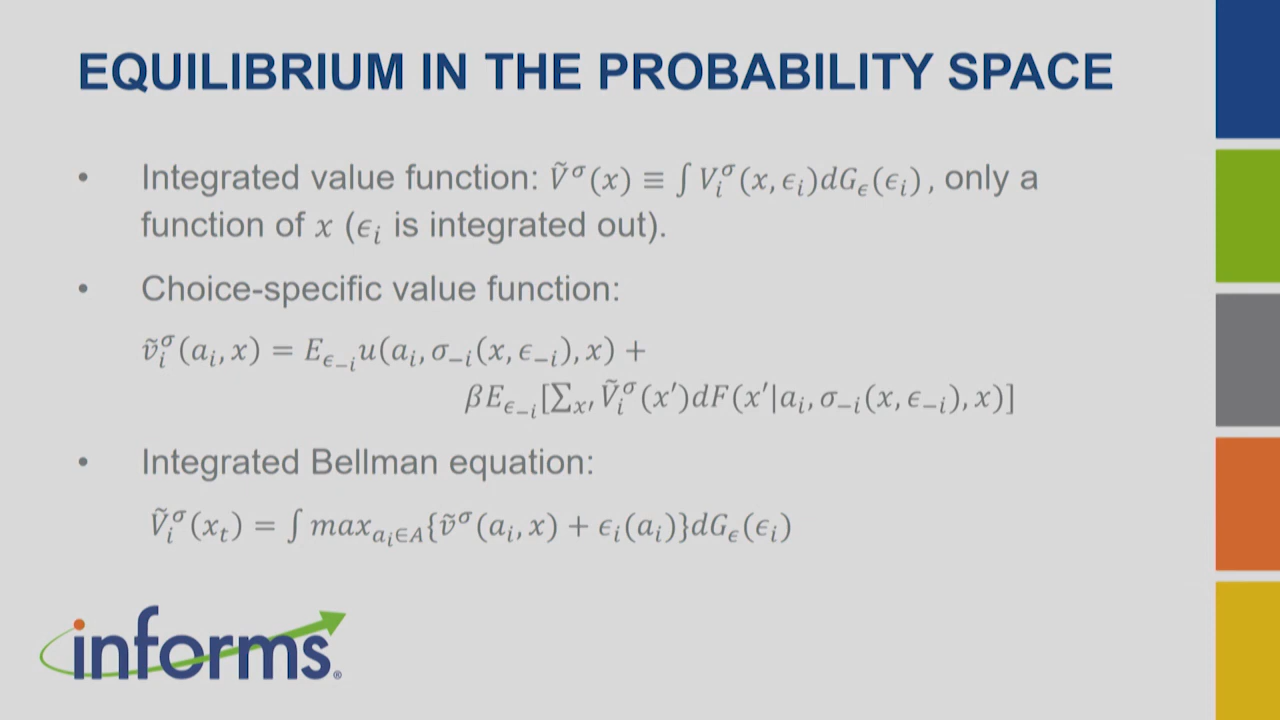 EQUILIBRIUM IN THE PROBABILITY SPACE
• Integrated value function: Ṽ^σ(x) ≡ ∫ V_i^σ(x, ϵ_i)dG_ϵ(ϵ_i), only a
function of x (ϵ_i is integrated out).
• Choice-specific value function:
ṽ_i^σ(a_i, x) = E_{ϵ_{−i}}u(a_i, σ_{−i}(x, ϵ_{−i}), x) +
βE_{ϵ_{−i}}[∑_{x′} Ṽ_i^σ(x′)dF(x′|a_i, σ_{−i}(x, ϵ_{−i}), x)]
• Integrated Bellman equation:
Ṽ_i^σ(x_t) = ∫ max_{a_i∈A}{ṽ^σ(a_i, x) + ϵ_i(a_i)}dG_ϵ(ϵ_i)
informs®